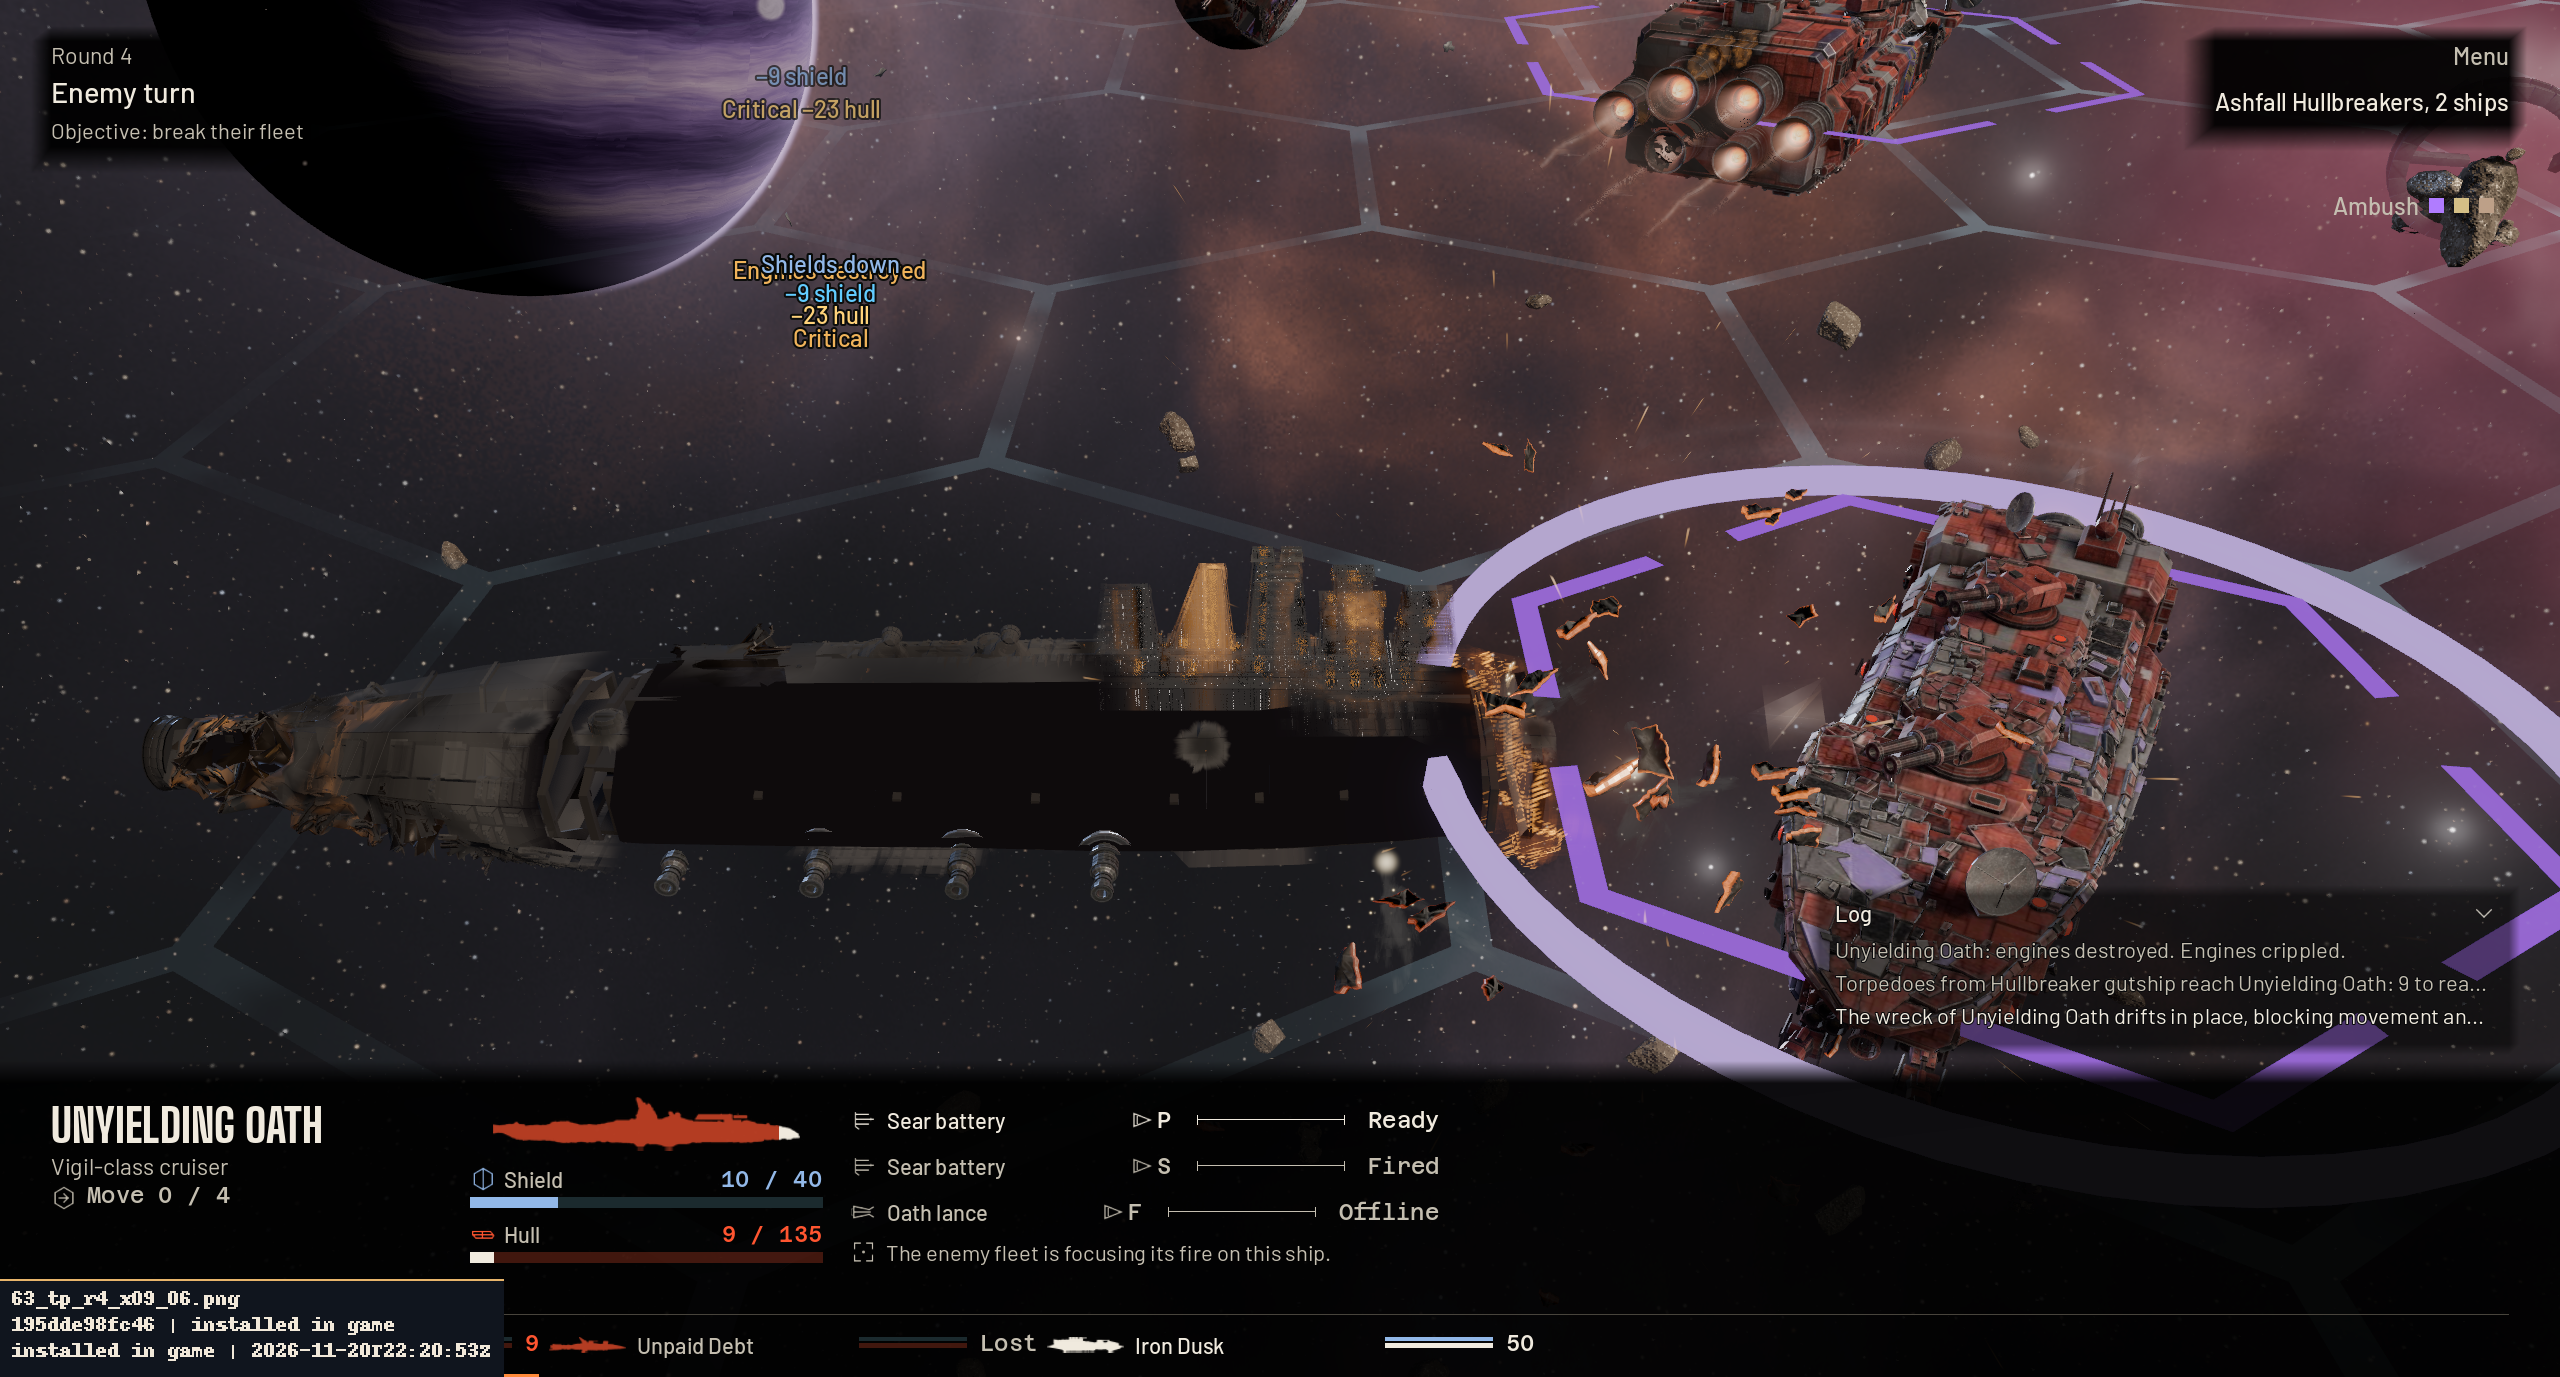 Round 4
Enemy turn
Objective: break their fleet
Menu
Ashfall Hullbreakers, 2 ships
Ambush
–9 shield
Critical –23 hull
Shields down
Engines destroyed
–9 shield
–23 hull
Critical
Log
Unyielding Oath: engines destroyed. Engines crippled.
Torpedoes from Hullbreaker gutship reach Unyielding Oath: 9 to rea...
The wreck of Unyielding Oath drifts in place, blocking movement an...
UNYIELDING OATH
Vigil-class cruiser
Move 0 / 4
Shield 10 / 40
Hull 9 / 135
Sear battery P Ready
Sear battery S Fired
Oath lance F Offline
The enemy fleet is focusing its fire on this ship.
63_tp_r4_x09_06.png
195dde98fc46 | installed in game
installed in game | 2026-11-20T22:20:53Z
9 Unpaid Debt Lost Iron Dusk 50